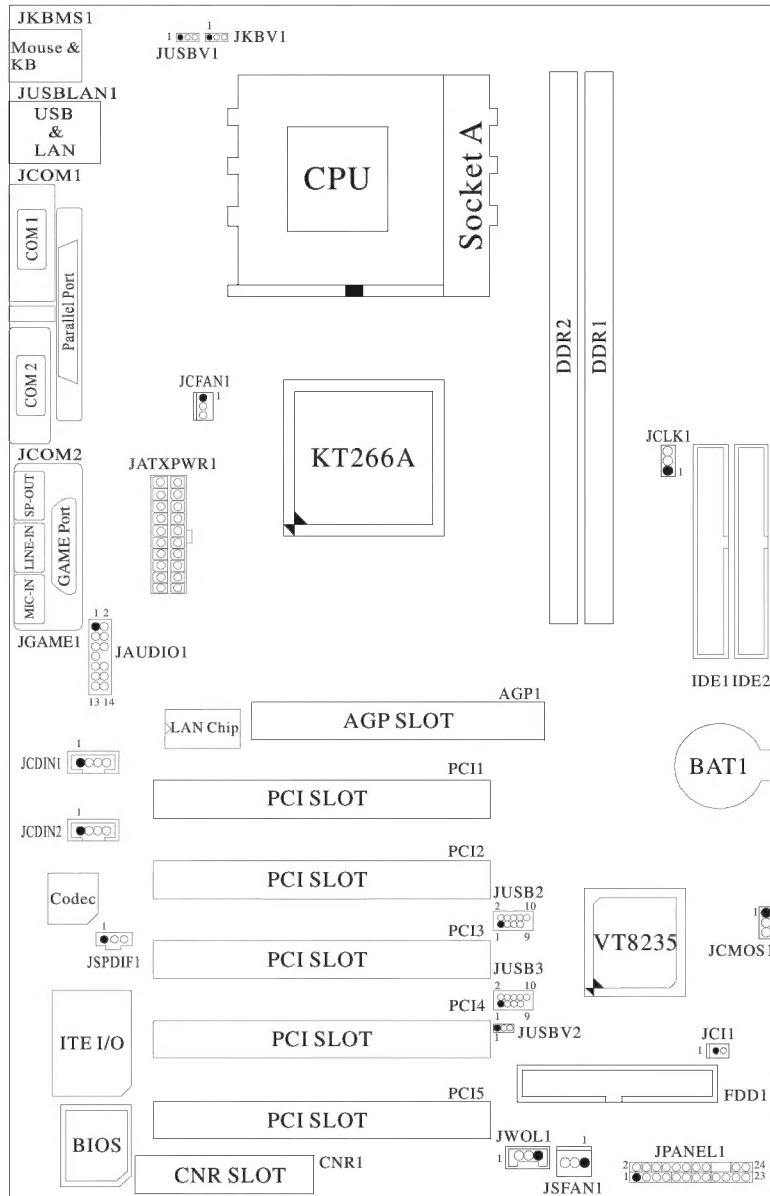 JKBMS1
Mouse &
KB
1
1
JKBV1
JUSBV1
JUSBLAN1
USB
&
LAN
JCOM1
COM 1
Parallel Port
COM 2
JCOM2
CPU
Socket A
DDR2
DDR1
JCFAN1
1
KT266A
JCLK1
1
JATXPWR1
SP-OUT
LINE-IN
MIC-IN
GAME Port
JGAME1
1 2
JAUDIO1
13 14
IDE1
IDE2
AGP1
LAN Chip
AGP SLOT
BAT1
1
JCDIN1
PCI1
PCI SLOT
1
JCDIN2
PCI2
PCI SLOT
Codec
JUSB2
2 10
1 9
VT8235
1
JCMOS1
1
JSPDIF1
PCI3
PCI SLOT
JUSB3
2 10
1 9
PCI4
PCI SLOT
1
JUSBV2
ITE I/O
JCI1
1
FDD1
PCI5
PCI SLOT
BIOS
CNR1
CNR SLOT
JWOL1
1
1
JSFAN1
JPANEL1
2 24
1 23